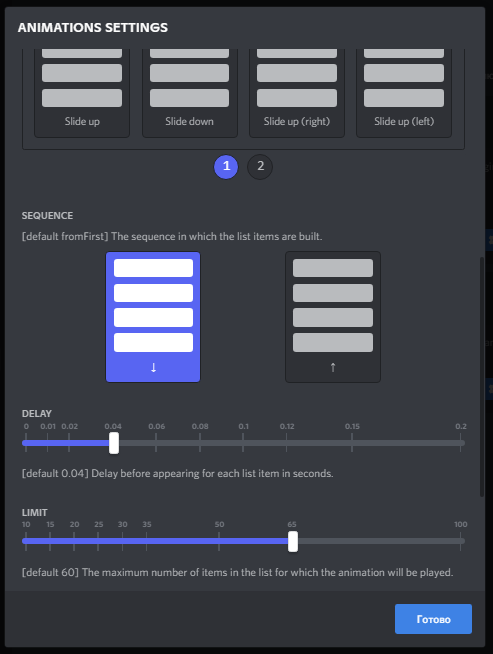 ANIMATIONS SETTINGS
Slide up Slide down Slide up (right) Slide up (left)
1 2
SEQUENCE
[default fromFirst] The sequence in which the list items are built.
↓ ↑
DELAY
0 0.01 0.02 0.04 0.06 0.08 0.1 0.12 0.15 0.2
[default 0.04] Delay before appearing for each list item in seconds.
LIMIT
10 15 20 25 30 35 50 65 100
[default 60] The maximum number of items in the list for which the animation will be played.
Готово